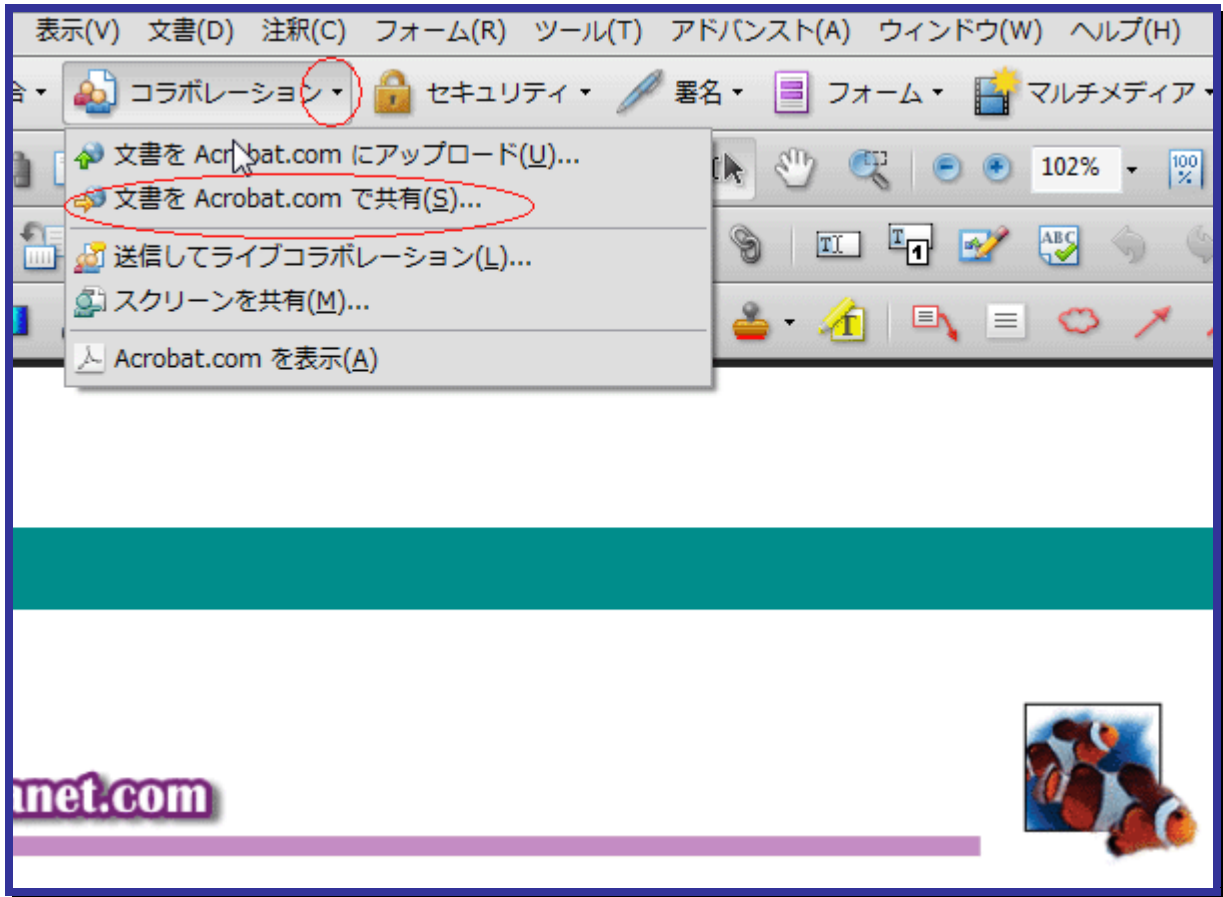 表示(V) 文書(D) 注釈(C) フォーム(R) ツール(T) アドバンスト(A) ウィンドウ(W) ヘルプ(H)
コラボレーション セキュリティ 署名 フォーム マルチメディア
文書を Acrobat.com にアップロード(U)...
102%
100%
文書を Acrobat.com で共有(S)...
送信してライブコラボレーション(L)...
T
T 1
ABC
スクリーンを共有(M)...
T
Acrobat.com を表示(A)
anet.com